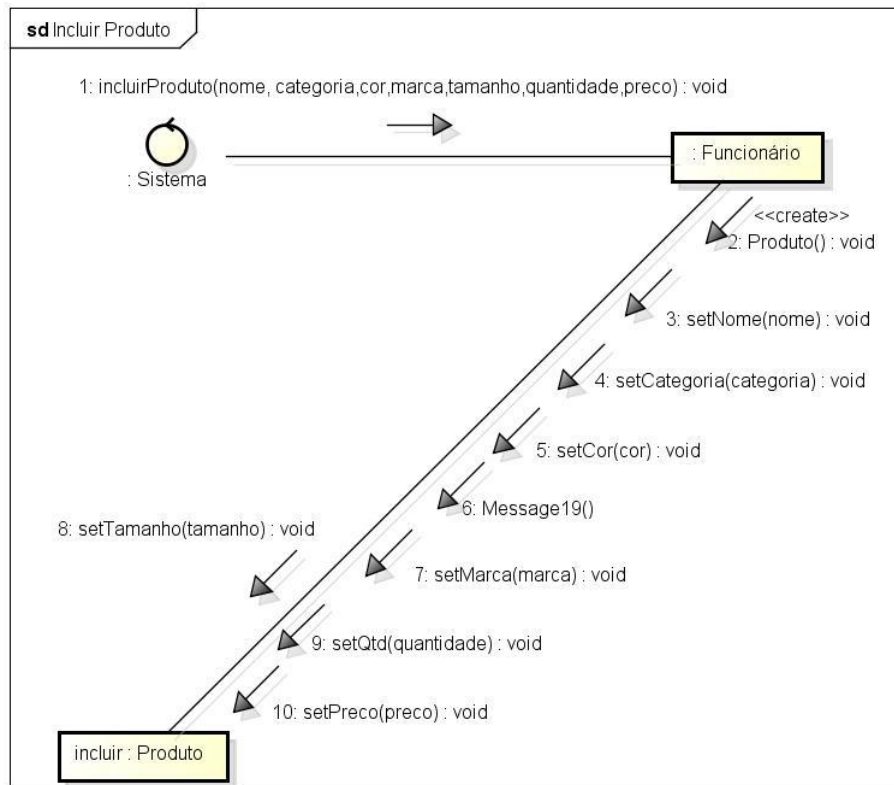 sd Incluir Produto
1: incluirProduto(nome, categoria,cor,marca,tamanho,quantidade,preco) : void
: Sistema
: Funcionário
<<create>>
2: Produto() : void
3: setNome(nome) : void
4: setCategoria(categoria) : void
5: setCor(cor) : void
6: Message19()
7: setMarca(marca) : void
8: setTamanho(tamanho) : void
9: setQtd(quantidade) : void
10: setPreco(preco) : void
incluir : Produto